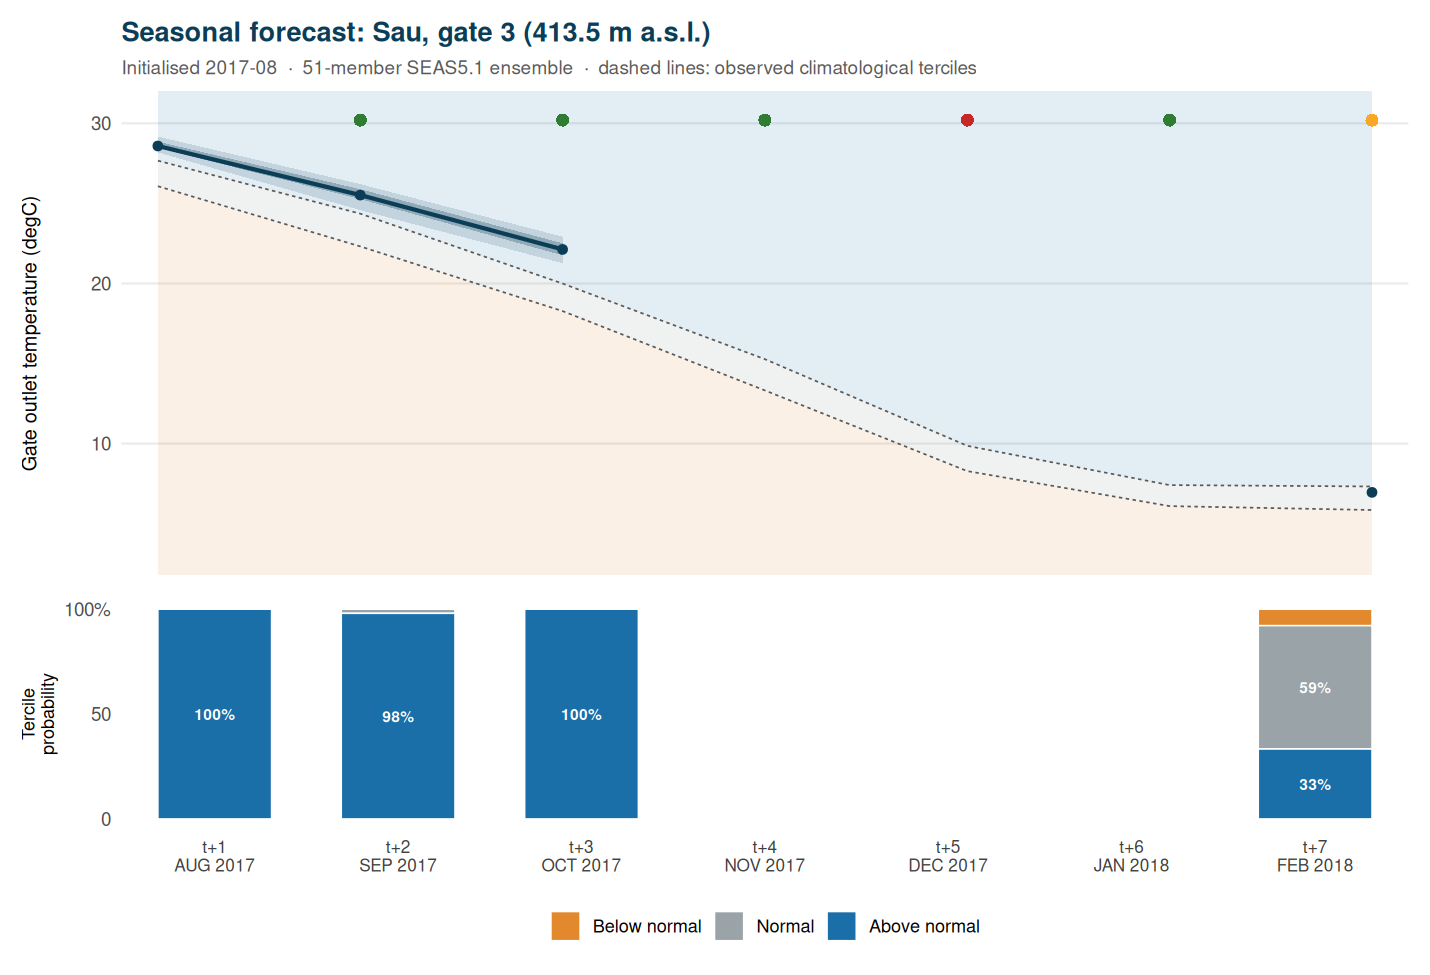 Seasonal forecast: Sau, gate 3 (413.5 m a.s.l.)
Initialised 2017-08 · 51-member SEAS5.1 ensemble · dashed lines: observed climatological terciles
Gate outlet temperature (degC)
30
20
10
Tercile
probability
100%
50
0
100%
98%
100%
59%
33%
t+1
AUG 2017
t+2
SEP 2017
t+3
OCT 2017
t+4
NOV 2017
t+5
DEC 2017
t+6
JAN 2018
t+7
FEB 2018
Below normal
Normal
Above normal